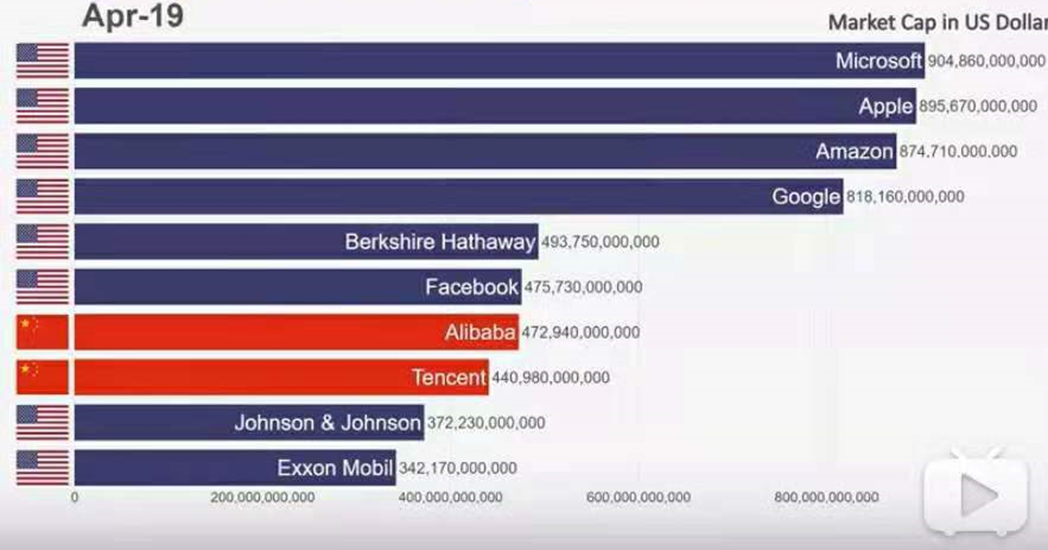 Apr-19
Market Cap in US Dollar
Microsoft 904,860,000,000
Apple 895,670,000,000
Amazon 874,710,000,000
Google 818,160,000,000
Berkshire Hathaway 493,750,000,000
Facebook 475,730,000,000
Alibaba 472,940,000,000
Tencent 440,980,000,000
Johnson & Johnson 372,230,000,000
Exxon Mobil 342,170,000,000
0 200,000,000,000 400,000,000,000 600,000,000,000 800,000,000,000